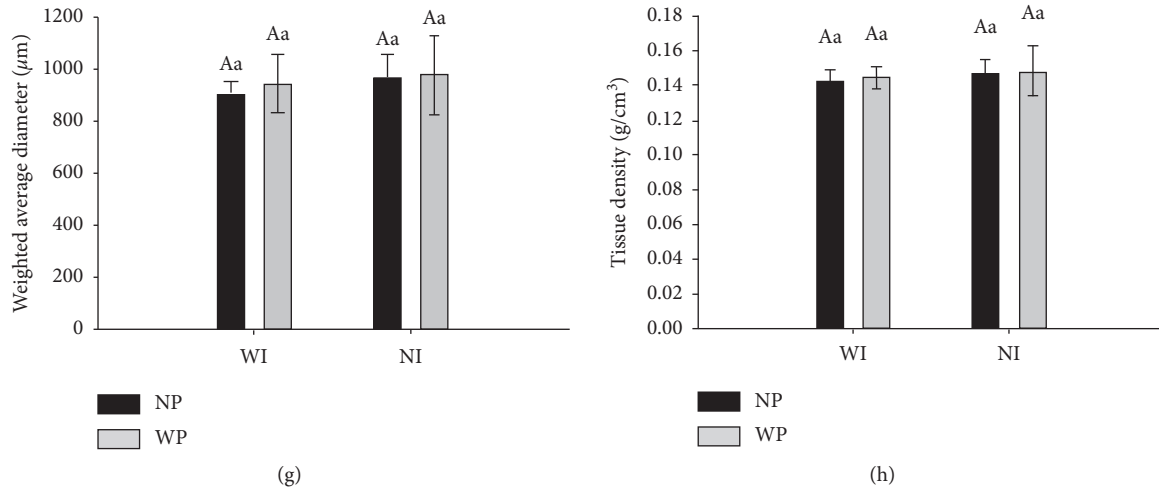 Weighted average diameter (μm)
1200
1000
800
600
400
200
0
Aa
Aa
Aa
Aa
WI
NI
NP
WP
(g)
Tissue density (g/cm³)
0.18
0.16
0.14
0.12
0.10
0.08
0.06
0.04
0.02
0.00
Aa
Aa
Aa
Aa
WI
NI
NP
WP
(h)